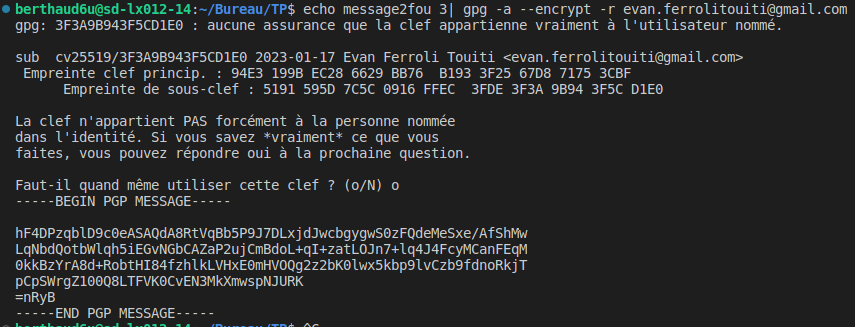 berthaud6u@sd-lx012-14:~/Bureau/TP$ echo message2fou 3| gpg -a --encrypt -r evan.ferrolitouiti@gmail.com
gpg: 3F3A9B943F5CD1E0 : aucune assurance que la clef appartienne vraiment à l'utilisateur nommé.
sub  cv25519/3F3A9B943F5CD1E0 2023-01-17 Evan Ferroli Touiti <evan.ferrolitouiti@gmail.com>
Empreinte clef princip. : 94E3 199B EC28 6629 BB76  B193 3F25 67D8 7175 3CBF
Empreinte de sous-clef : 5191 595D 7C5C 0916 FFEC  3FDE 3F3A 9B94 3F5C D1E0
La clef n'appartient PAS forcément à la personne nommée
dans l'identité. Si vous savez *vraiment* ce que vous
faites, vous pouvez répondre oui à la prochaine question.
Faut-il quand même utiliser cette clef ? (o/N) o
-----BEGIN PGP MESSAGE-----
hF4DPzqblD9c0eASAQdA8RtVqBb5P9J7DLxjdJwcbgygwS0zFQdeMeSxe/AfShMw
LqNbdQotbWlqh5iEGvNGbCAZaP2ujCmBdoL+qI+zatLOJn7+lq4J4FcyMCanFEqM
0kkBzYrA8d+RobtHI84fzhlkLVHxE0mHVOQg2z2bK0lwx5kbp9lvCzb9fdnoRkjT
pCpSWrgZ100Q8LTFVK0CvEN3MkXmwspNJURK
=nRyB
-----END PGP MESSAGE-----